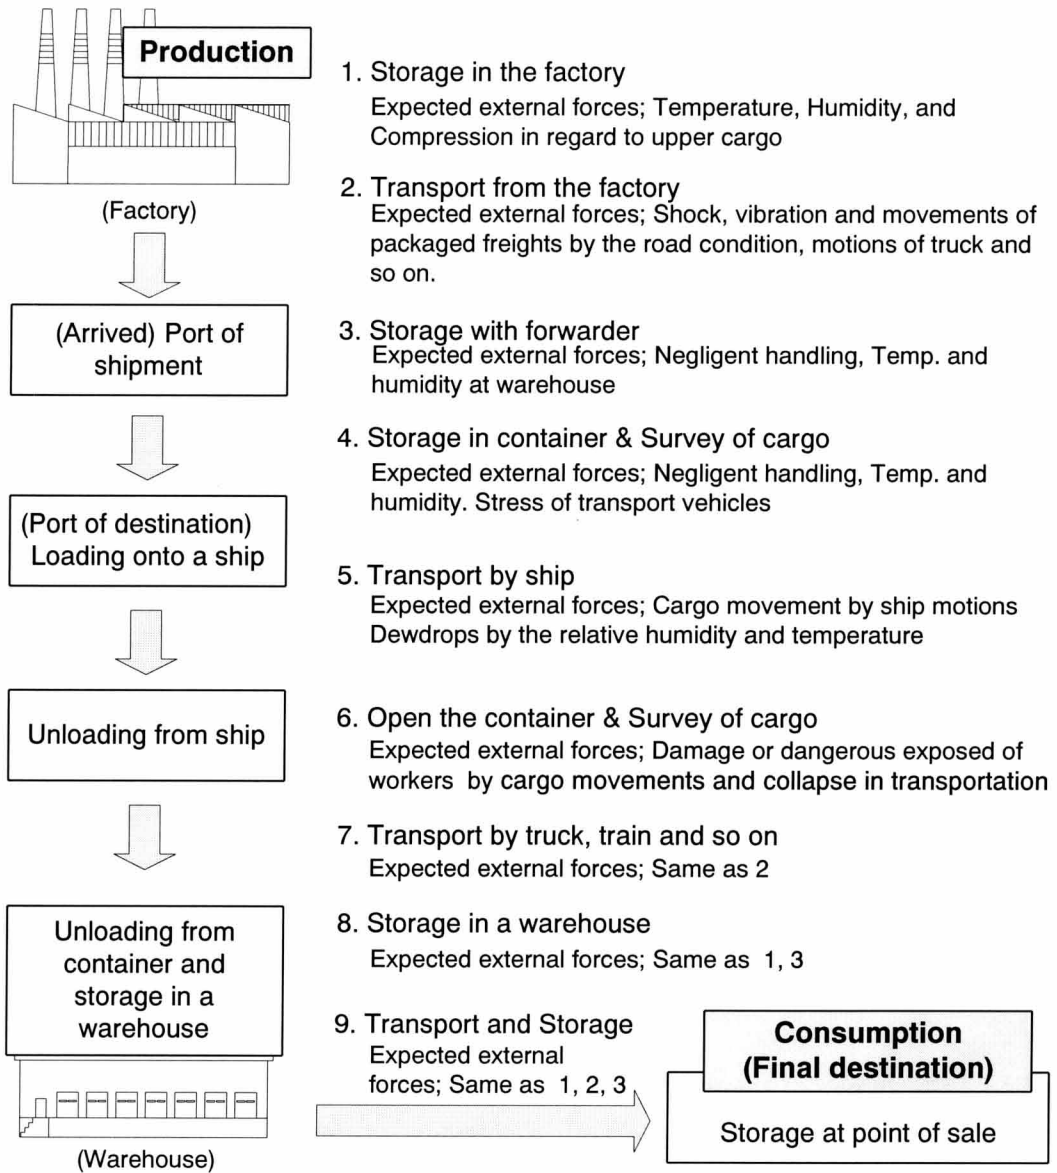 Production
(Factory)
1. Storage in the factory
Expected external forces; Temperature, Humidity, and
Compression in regard to upper cargo
2. Transport from the factory
Expected external forces; Shock, vibration and movements of
packaged freights by the road condition, motions of truck and
so on.
(Arrived) Port of
shipment
3. Storage with forwarder
Expected external forces; Negligent handling, Temp. and
humidity at warehouse
4. Storage in container & Survey of cargo
Expected external forces; Negligent handling, Temp. and
humidity. Stress of transport vehicles
(Port of destination)
Loading onto a ship
5. Transport by ship
Expected external forces; Cargo movement by ship motions
Dewdrops by the relative humidity and temperature
Unloading from ship
6. Open the container & Survey of cargo
Expected external forces; Damage or dangerous exposed of
workers by cargo movements and collapse in transportation
7. Transport by truck, train and so on
Expected external forces; Same as 2
Unloading from
container and
storage in a
warehouse
(Warehouse)
8. Storage in a warehouse
Expected external forces; Same as 1, 3
9. Transport and Storage
Expected external
forces; Same as 1, 2, 3
Consumption
(Final destination)
Storage at point of sale